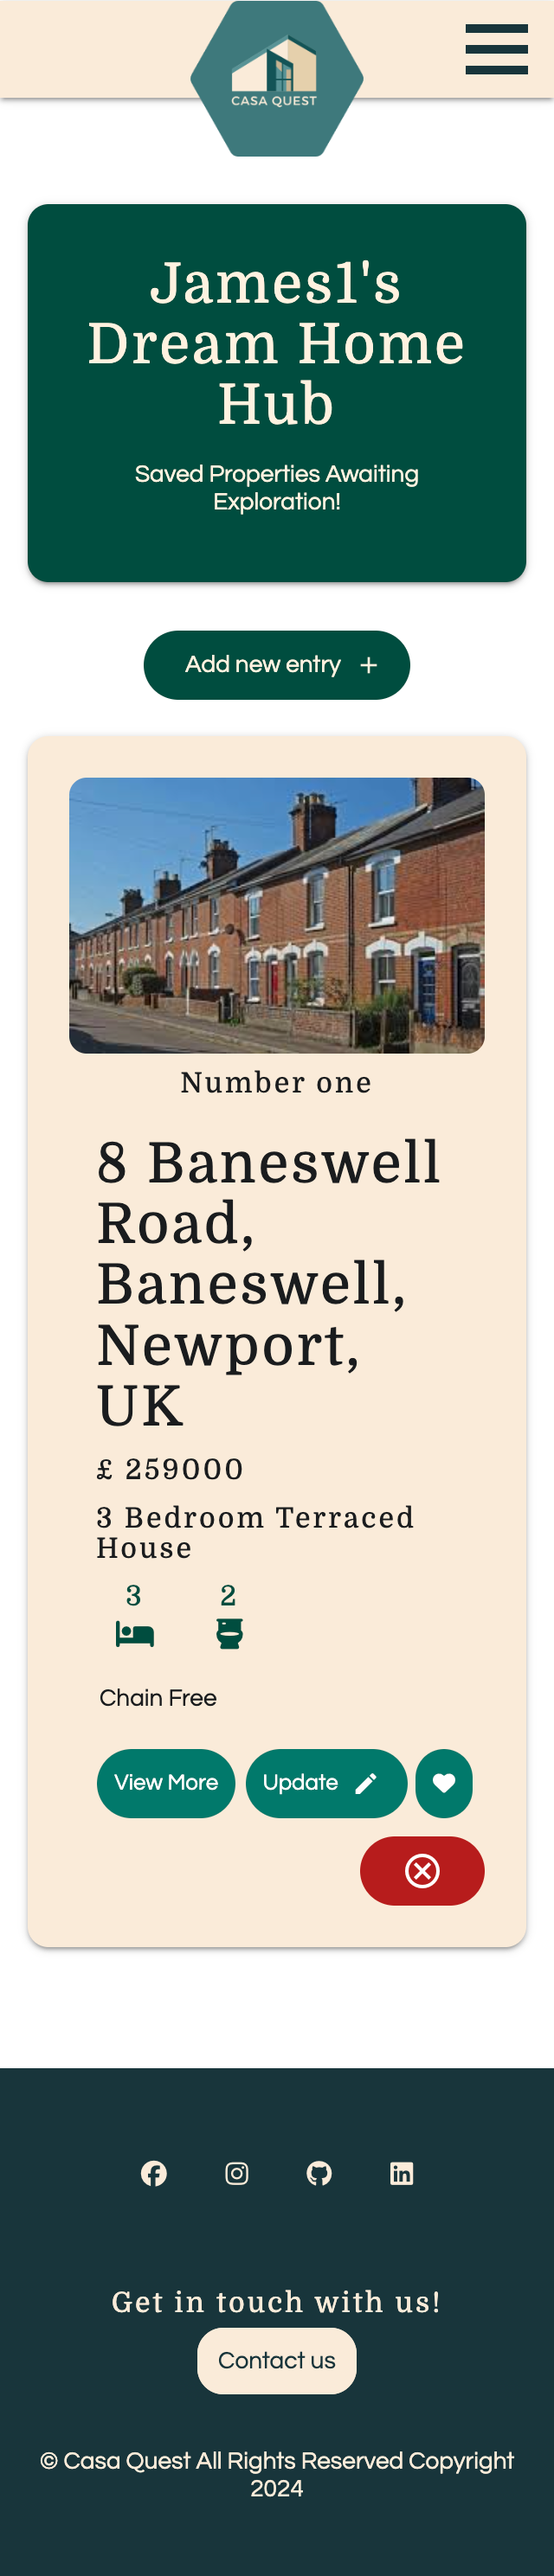 CASA QUEST
James1's
Dream Home
Hub
Saved Properties Awaiting
Exploration!
Add new entry +
Number one
8 Baneswell
Road,
Baneswell,
Newport,
UK
£ 259000
3 Bedroom Terraced
House
3 2
Chain Free
View More Update
Get in touch with us!
Contact us
© Casa Quest All Rights Reserved Copyright
2024